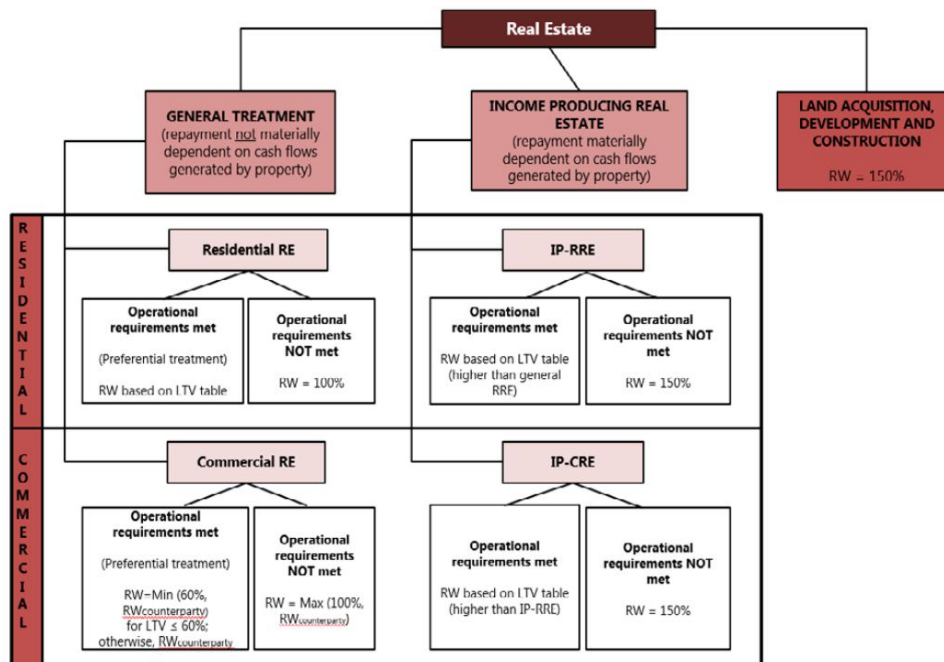 Real Estate
GENERAL TREATMENT
(repayment not materially
dependent on cash flows
generated by property)
INCOME PRODUCING REAL
ESTATE
(repayment materially
dependent on cash flows
generated by property)
LAND ACQUISITION,
DEVELOPMENT AND
CONSTRUCTION
RW = 150%
RESIDENTIAL
Residential RE
Operational
requirements met
(Preferential treatment)
RW based on LTV table
Operational
requirements
NOT met
RW = 100%
IP-RRE
Operational
requirements met
RW based on LTV table
(higher than general
RRE)
Operational
requirements NOT
met
RW = 150%
COMMERCIAL
Commercial RE
Operational
requirements met
(Preferential treatment)
RW=Min (60%,
RWcounterparty)
for LTV ≤ 60%;
otherwise, RWcounterparty
Operational
requirements
NOT met
RW = Max (100%,
RWcounterparty)
IP-CRE
Operational
requirements met
RW based on LTV table
(higher than IP-RRE)
Operational
requirements NOT
met
RW = 150%